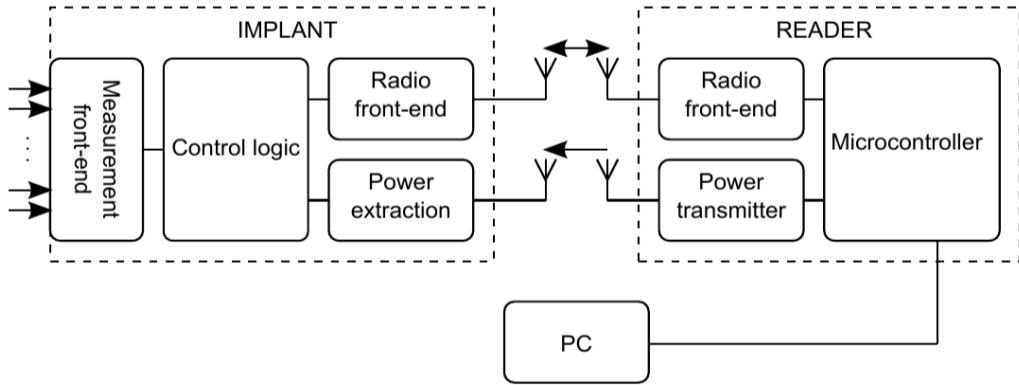 IMPLANT
READER
Measurement
front-end
Control logic
Radio
front-end
Power
extraction
Radio
front-end
Power
transmitter
Microcontroller
PC